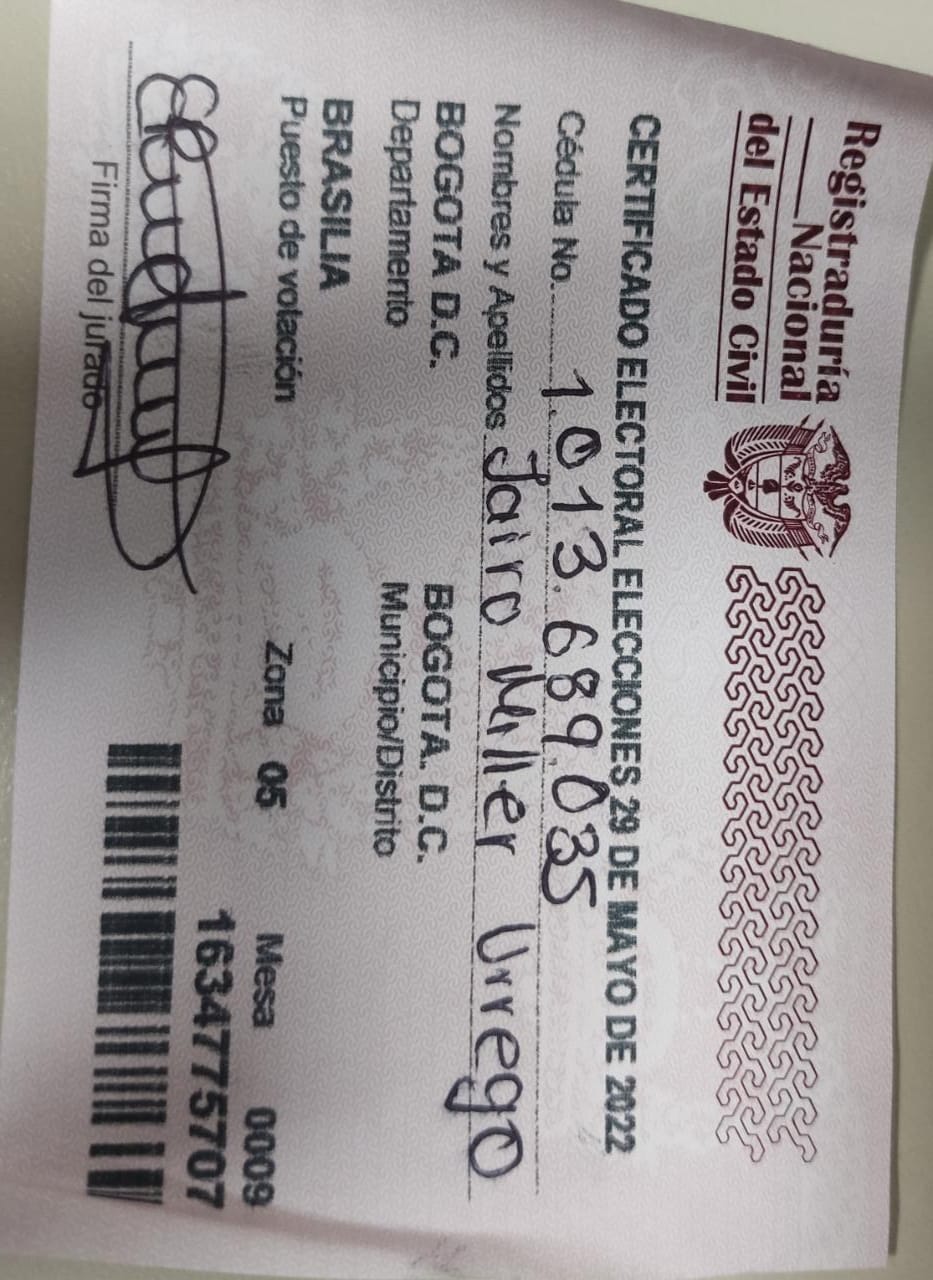 Registraduría
Nacional
del Estado Civil
CERTIFICADO ELECTORAL ELECCIONES 29 DE MAYO DE 2022
Cédula No. 1.013.689.035
Nombres y Apellidos Jairo Miller Urrego
BOGOTA D.C. BOGOTA. D.C.
Departamento Municipio/Distrito
BRASILIA
Puesto de votación Zona 05 Mesa 0009
1634775707
Firma del jurado